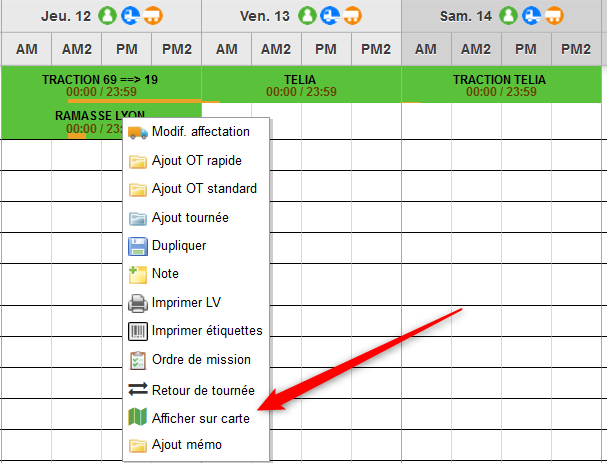 Jeu. 12 Ven. 13 Sam. 14
AM AM2 PM PM2 AM AM2 PM PM2 AM AM2 PM PM2
TRACTION 69 ==> 19 TELIA TRACTION TELIA
00:00 / 23:59 00:00 / 23:59 00:00 / 23:59
RAMASSE LYON
00:00 / 23:
Modif. affectation
Ajout OT rapide
Ajout OT standard
Ajout tournée
Dupliquer
Note
Imprimer LV
Imprimer étiquettes
Ordre de mission
Retour de tournée
Afficher sur carte
Ajout mémo